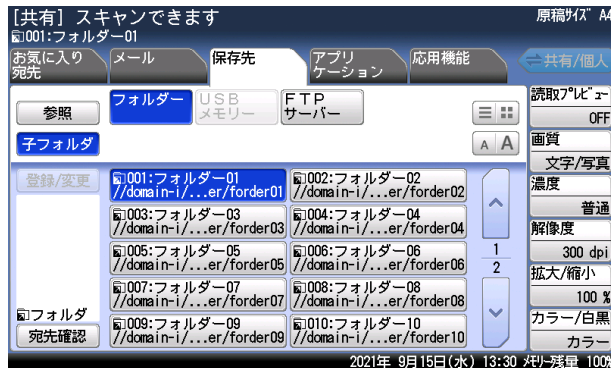 [共有] スキャンできます
原稿ｻｲｽﾞ A4
001:フォルダー01
お気に入り
宛先
メール
保存先
アプリ
ケーション
応用機能
共有/個人
参照
フォルダー
USB
メモリー
FTP
サーバー
読取ﾌﾟﾚﾋﾞｭｰ
OFF
子フォルダ
A A
画質
文字/写真
登録/変更
001:フォルダー01
//domain-i/...er/forder01
002:フォルダー02
//domain-i/...er/forder02
濃度
普通
003:フォルダー03
//domain-i/...er/forder03
004:フォルダー04
//domain-i/...er/forder04
解像度
300 dpi
005:フォルダー05
//domain-i/...er/forder05
006:フォルダー06
//domain-i/...er/forder06
1
2
拡大/縮小
100 %
007:フォルダー07
//domain-i/...er/forder07
008:フォルダー08
//domain-i/...er/forder08
フォルダ
宛先確認
009:フォルダー09
//domain-i/...er/forder09
010:フォルダー10
//domain-i/...er/forder10
カラー/白黒
カラー
2021年 9月15日(水) 13:30 ﾒﾓﾘｰ残量 100%